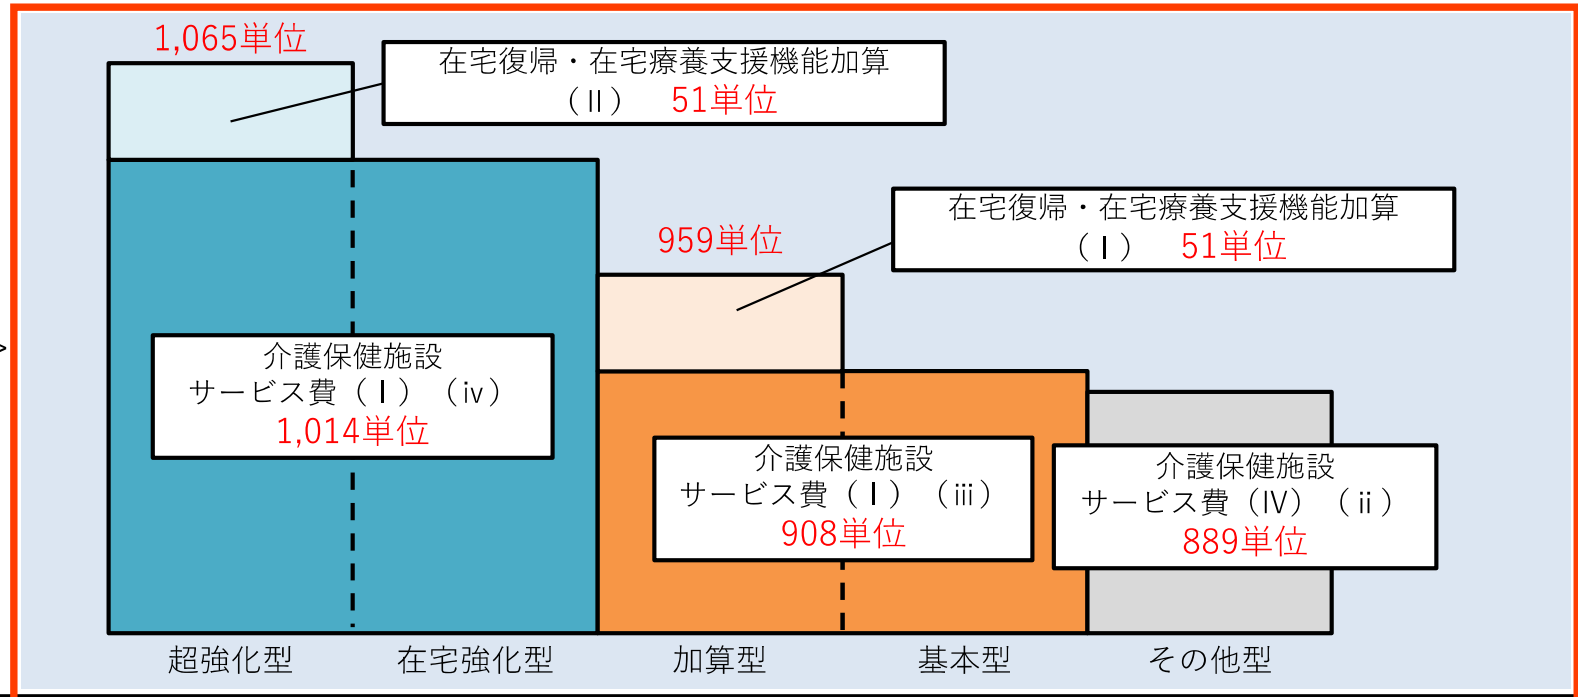 1,065単位
在宅復帰・在宅療養支援機能加算
（Ⅱ）　51単位
959単位
在宅復帰・在宅療養支援機能加算
（Ⅰ）　51単位
介護保健施設
サービス費（Ⅰ）（ⅳ）
1,014単位
介護保健施設
サービス費（Ⅰ）（ⅲ）
908単位
介護保健施設
サービス費（Ⅳ）（ⅱ）
889単位
超強化型　在宅強化型　加算型　基本型　その他型